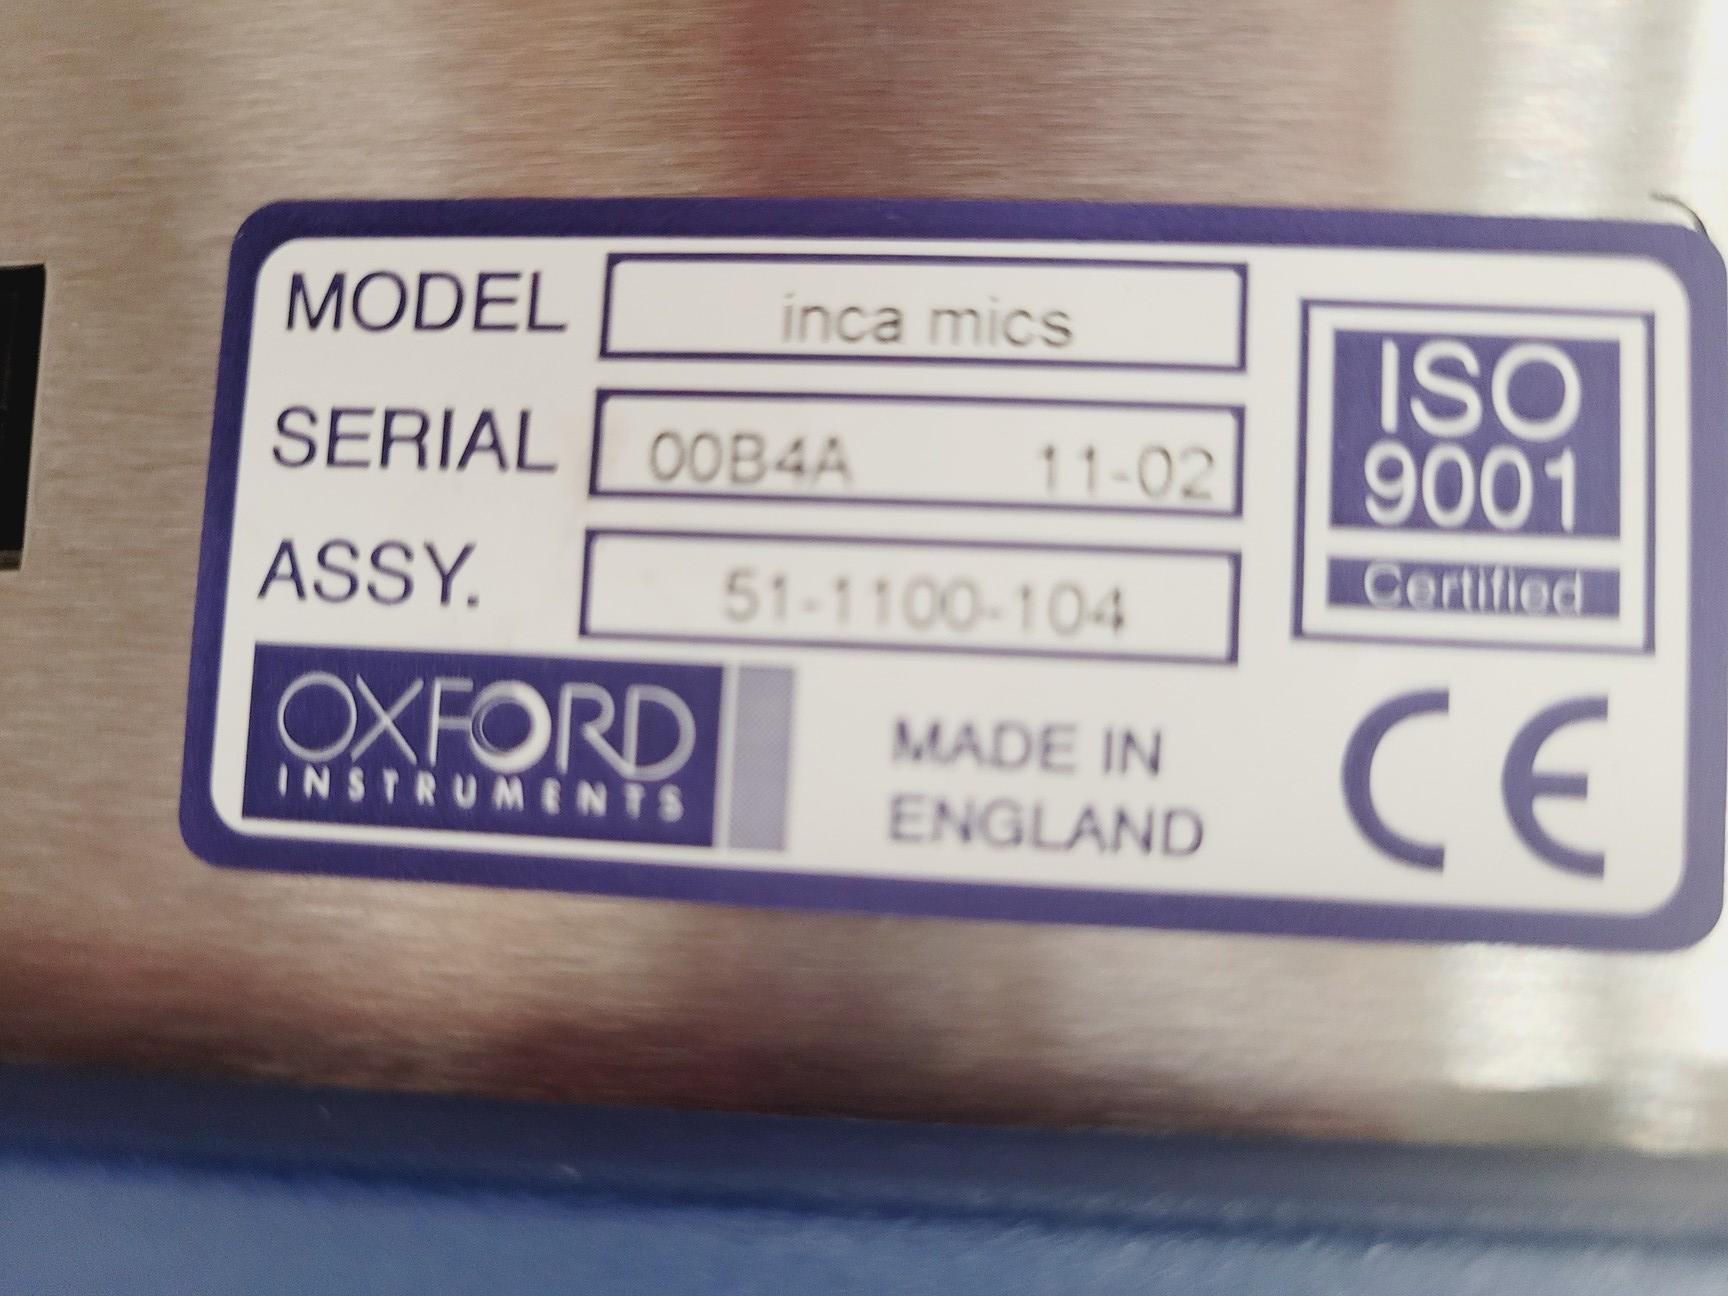 MODEL inca mics
SERIAL 00B4A 11-02
ASSY. 51-1100-104
ISO
9001
Certified
OXFORD
INSTRUMENTS
MADE IN
ENGLAND
CE